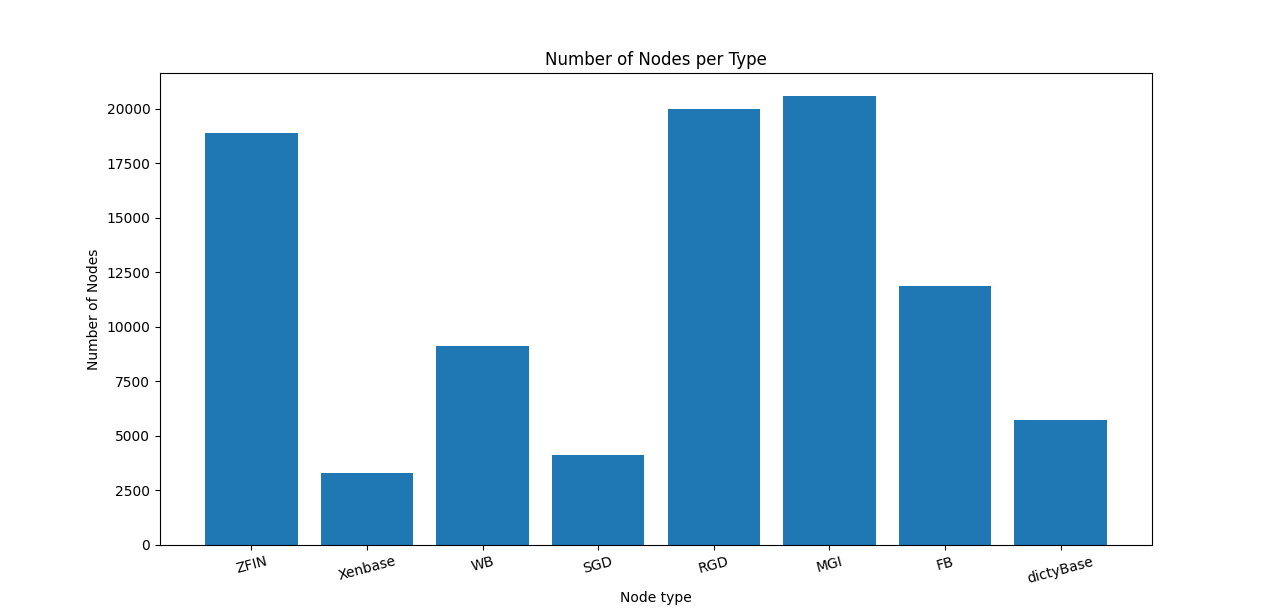 Number of Nodes per Type
Number of Nodes
20000
17500
15000
12500
10000
7500
5000
2500
0
ZFIN
Xenbase
WB
SGD
RGD
MGI
FB
dictyBase
Node type